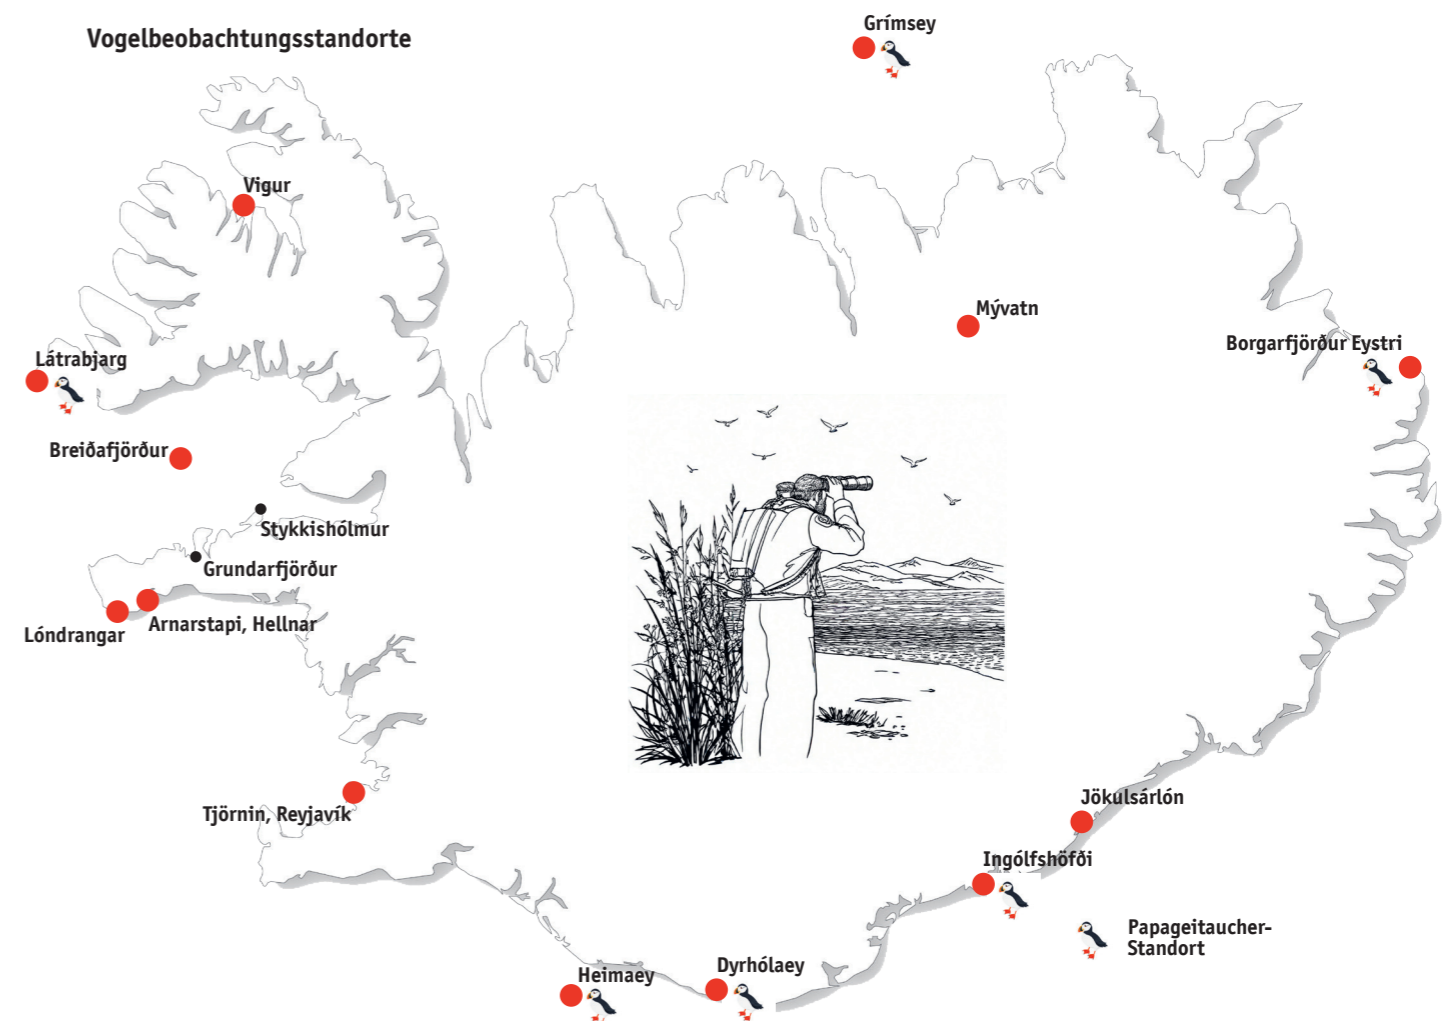 Vogelbeobachtungsstandorte
Grímsey
Vigur
Mývatn
Borgarfjörður Eystri
Látrabjarg
Breiðafjörður
Stykkishólmur
Grundarfjörður
Arnarstapi, Hellnar
Lóndrangar
Tjörnin, Reyjavík
Jökulsárlón
Ingólfshöfði
Papageitaucher-
Standort
Dyrhólaey
Heimaey